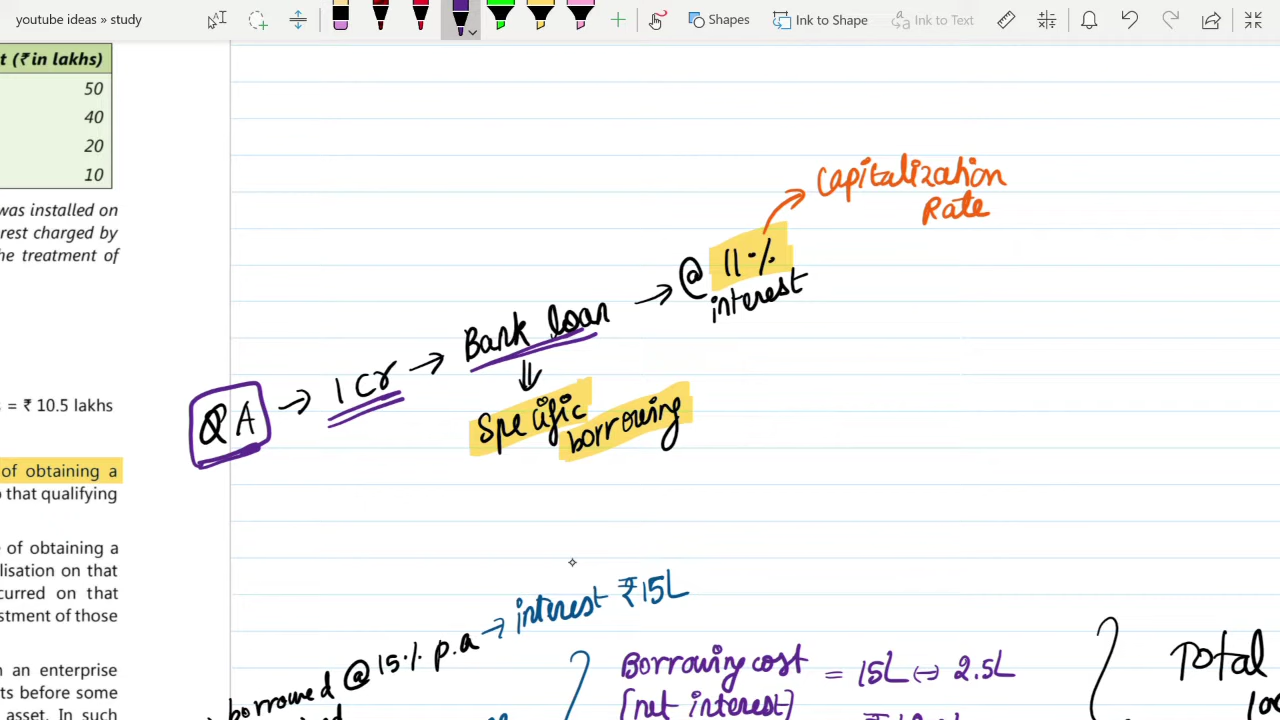 youtube ideas » study
Shapes
Ink to Shape
Ink to Text
t (₹ in lakhs)
50
40
20
10
was installed on
rest charged by
he treatment of
s = ₹ 10.5 lakhs
of obtaining a
o that qualifying
e of obtaining a
lisation on that
curred on that
stment of those
n an enterprise
ts before some
asset. In such
Capitalization
Rate
@ 11%
interest
Bank loan
QA → 1 Cr →
Specific
borrowing
→ interest ₹15L
borrowed @ 15% p.a
Borrowing cost = 15L (-) 2.5L
[net interest]
Total